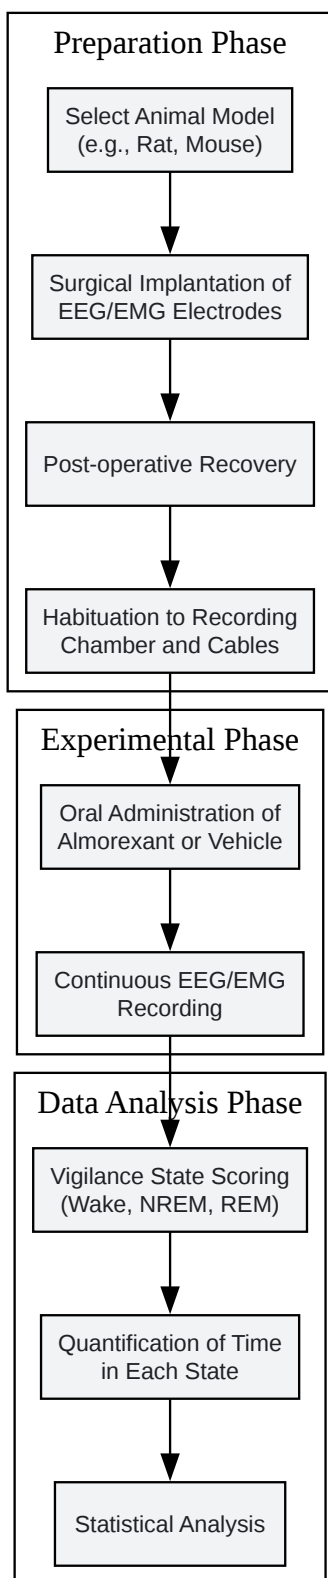 Preparation Phase
Select Animal Model
(e.g., Rat, Mouse)
Surgical Implantation of
EEG/EMG Electrodes
Post-operative Recovery
Habituation to Recording
Chamber and Cables
Experimental Phase
Oral Administration of
Almorexant or Vehicle
Continuous EEG/EMG
Recording
Data Analysis Phase
Vigilance State Scoring
(Wake, NREM, REM)
Quantification of Time
in Each State
Statistical Analysis